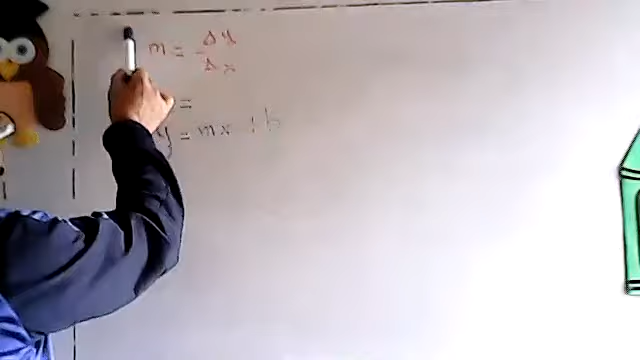 m = Δy
Δx
=
y = mx + b